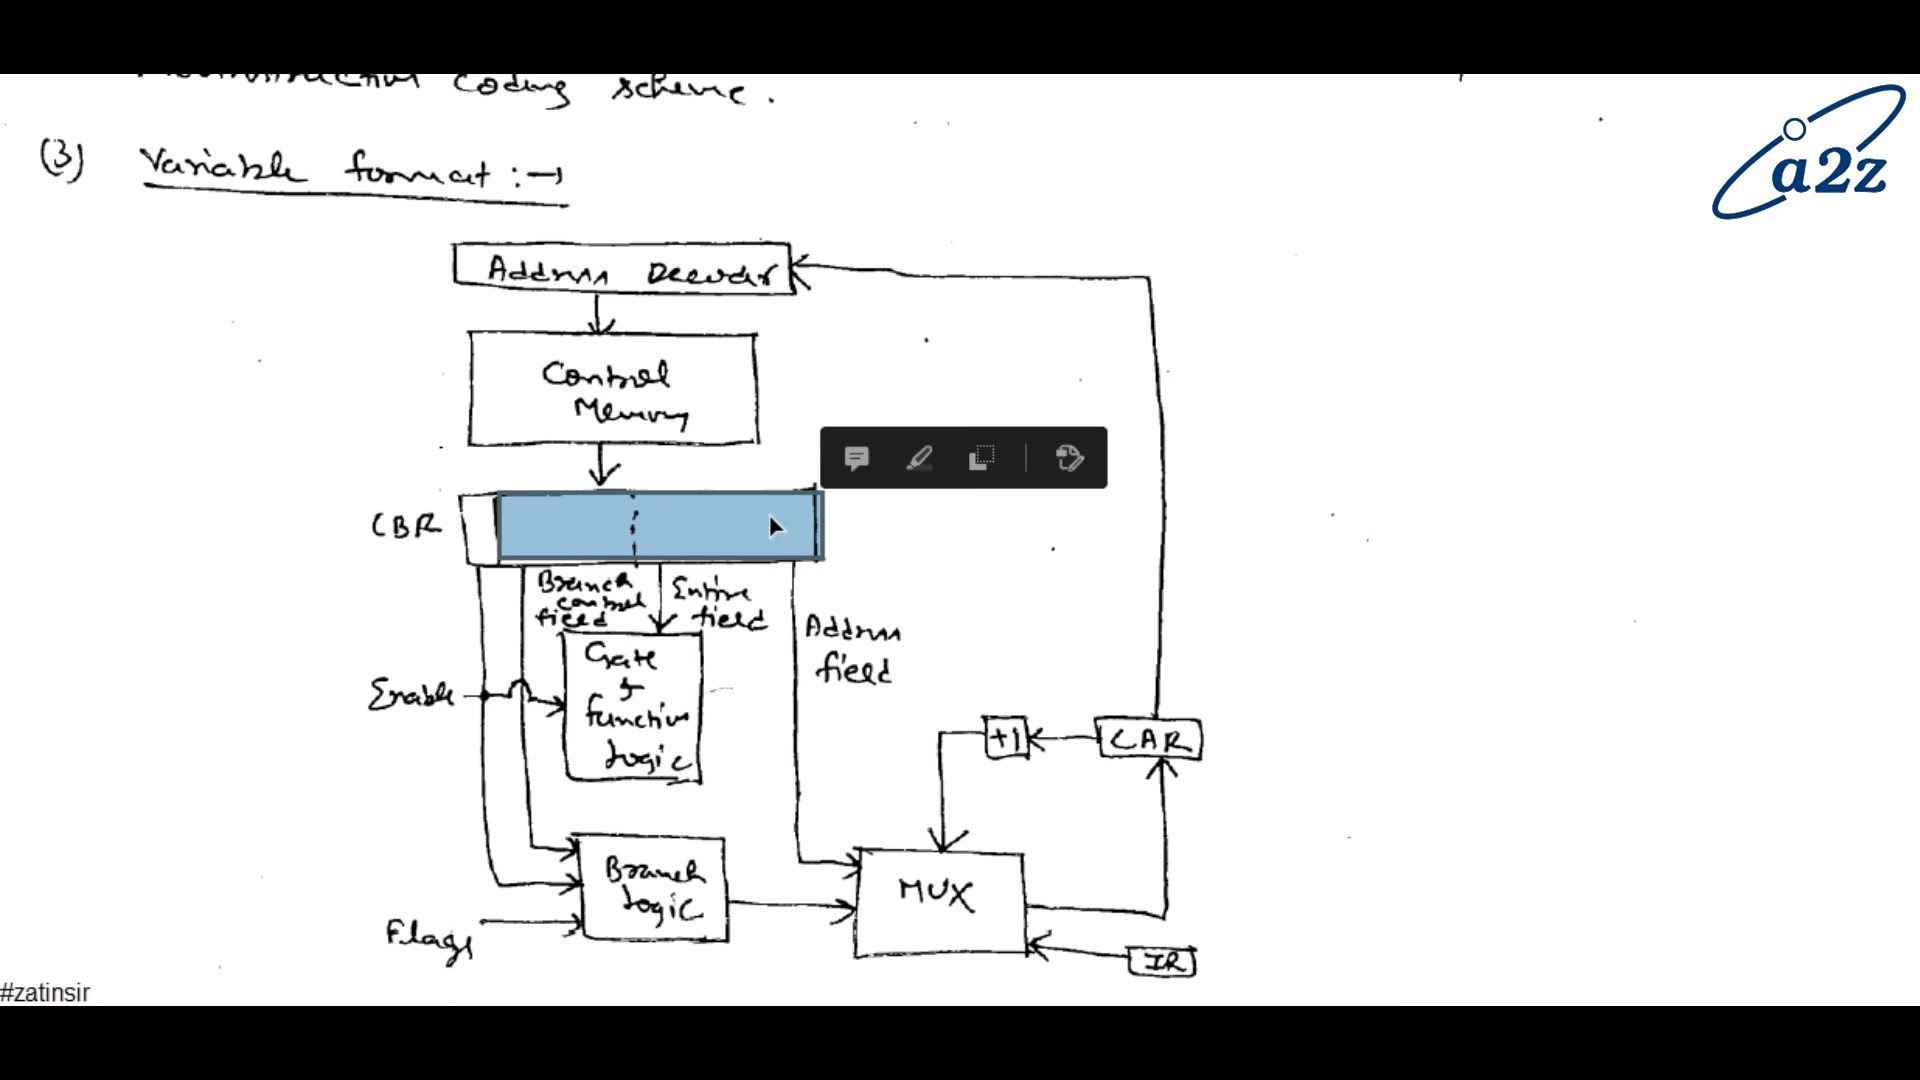 coding scheme.
(3) Variable format :→
a2z
Address Decoder
Control
Memory
CBR
Branch
control
field
Entire
field
Address
field
Gate
&
function
Logic
Enable
+1
CAR
Branch
Logic
MUX
Flags
IR
#zatinsir